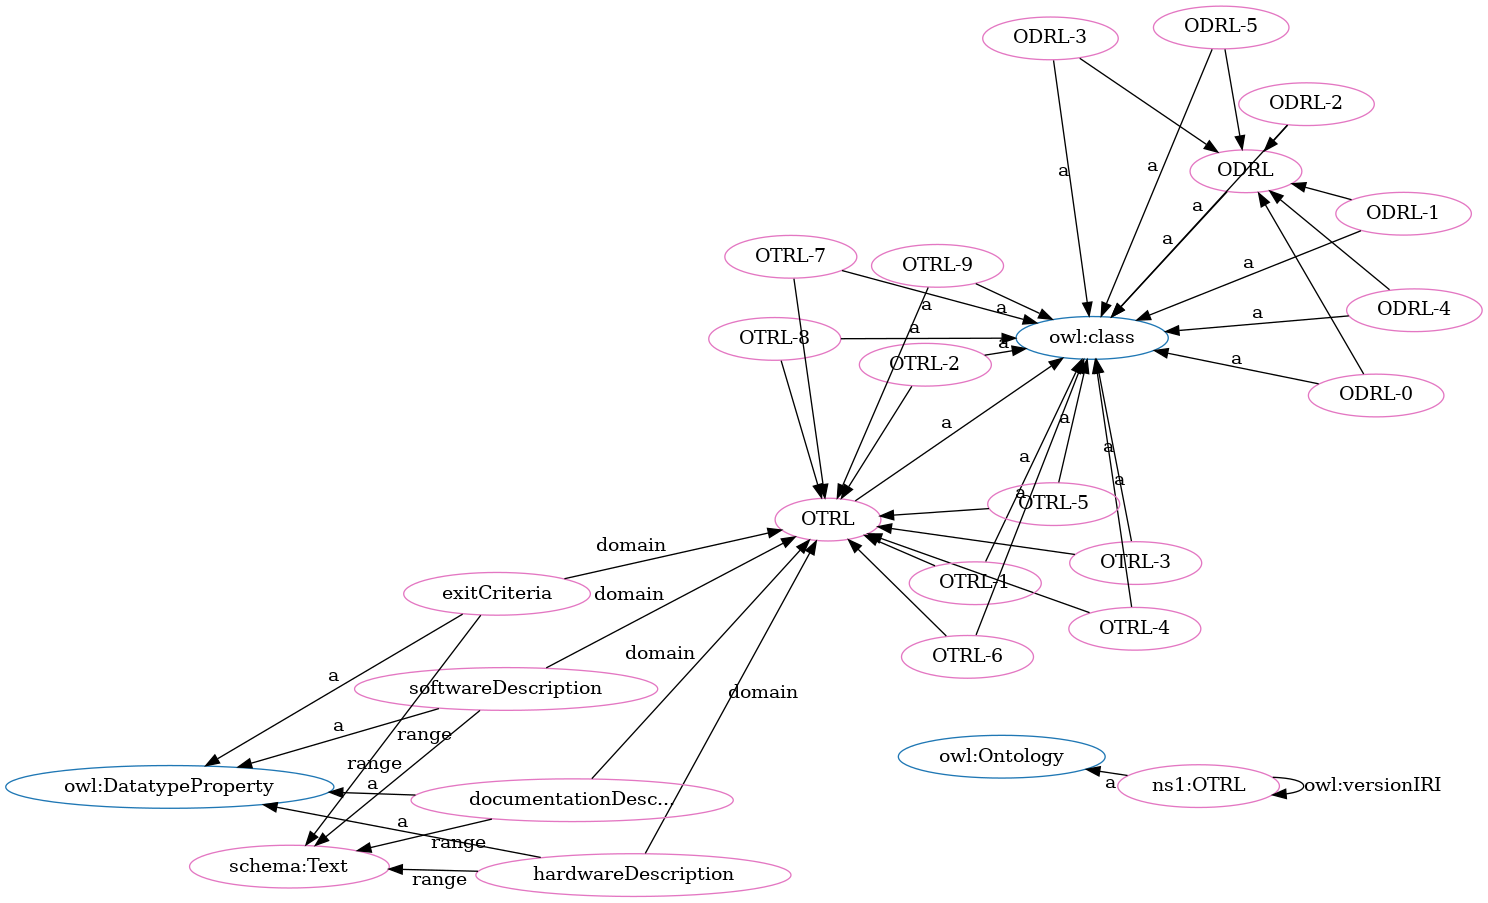 ODRL-5
ODRL-3
ODRL-2
a
a
ODRL
a
ODRL-1
a
OTRL-7
OTRL-9
a
a
a
ODRL-4
a
a
OTRL-8
a
owl:class
a
OTRL-2
ODRL-0
a
a
a
a
a
a
OTRL-5
OTRL
domain
OTRL-3
OTRL-1
exitCriteria
domain
OTRL-4
domain
OTRL-6
a
softwareDescription
domain
a
range
owl:Ontology
range
owl:DatatypeProperty
a
a
ns1:OTRL
owl:versionIRI
documentationDesc...
a
range
schema:Text
range
hardwareDescription